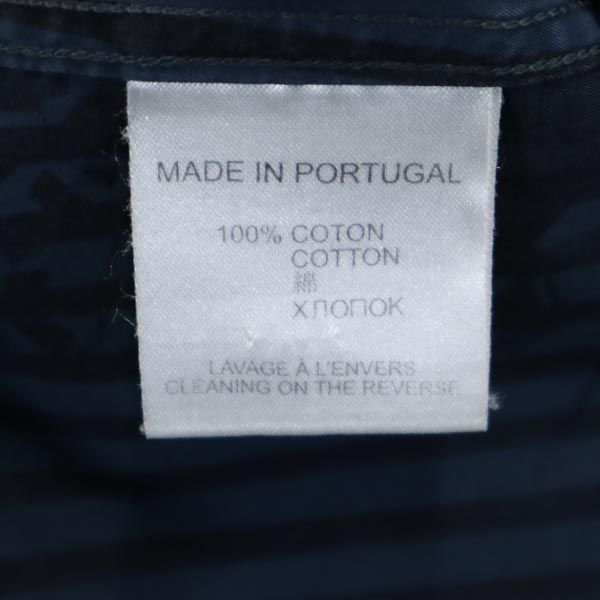 MADE IN PORTUGAL
100% COTON
COTTON
綿
ХЛОПОК
LAVAGE À L'ENVERS
CLEANING ON THE REVERSE